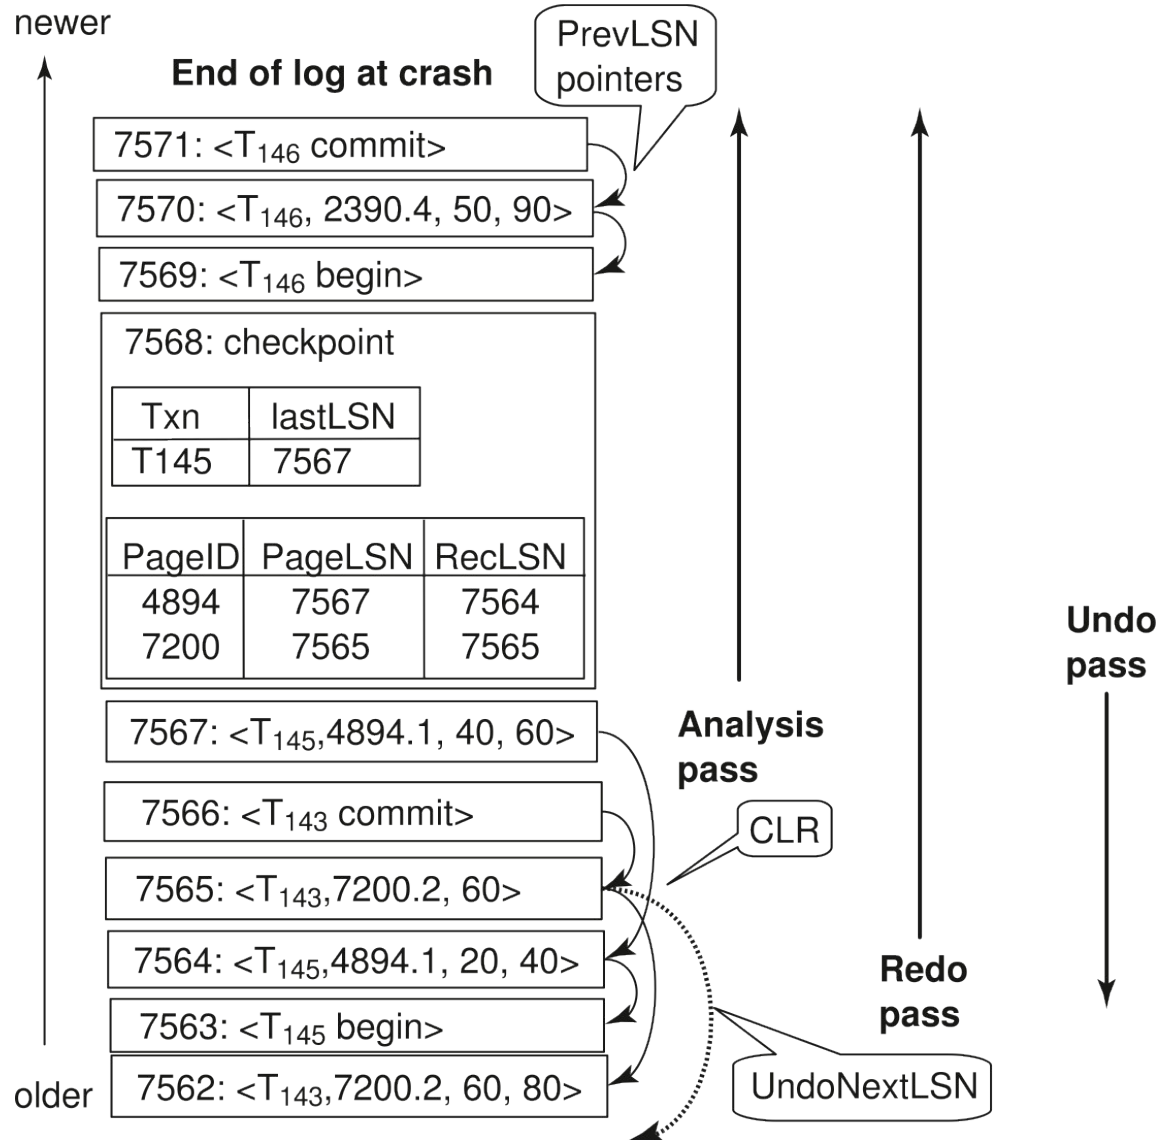 newer
PrevLSN
pointers
End of log at crash
7571: <T146 commit>
7570: <T146, 2390.4, 50, 90>
7569: <T146 begin>
7568: checkpoint
Txn lastLSN
T145 7567
PageID PageLSN RecLSN
4894 7567 7564
7200 7565 7565
Undo
pass
7567: <T145,4894.1, 40, 60>
Analysis
pass
7566: <T143 commit>
CLR
7565: <T143,7200.2, 60>
7564: <T145,4894.1, 20, 40>
Redo
pass
7563: <T145 begin>
older
7562: <T143,7200.2, 60, 80>
UndoNextLSN